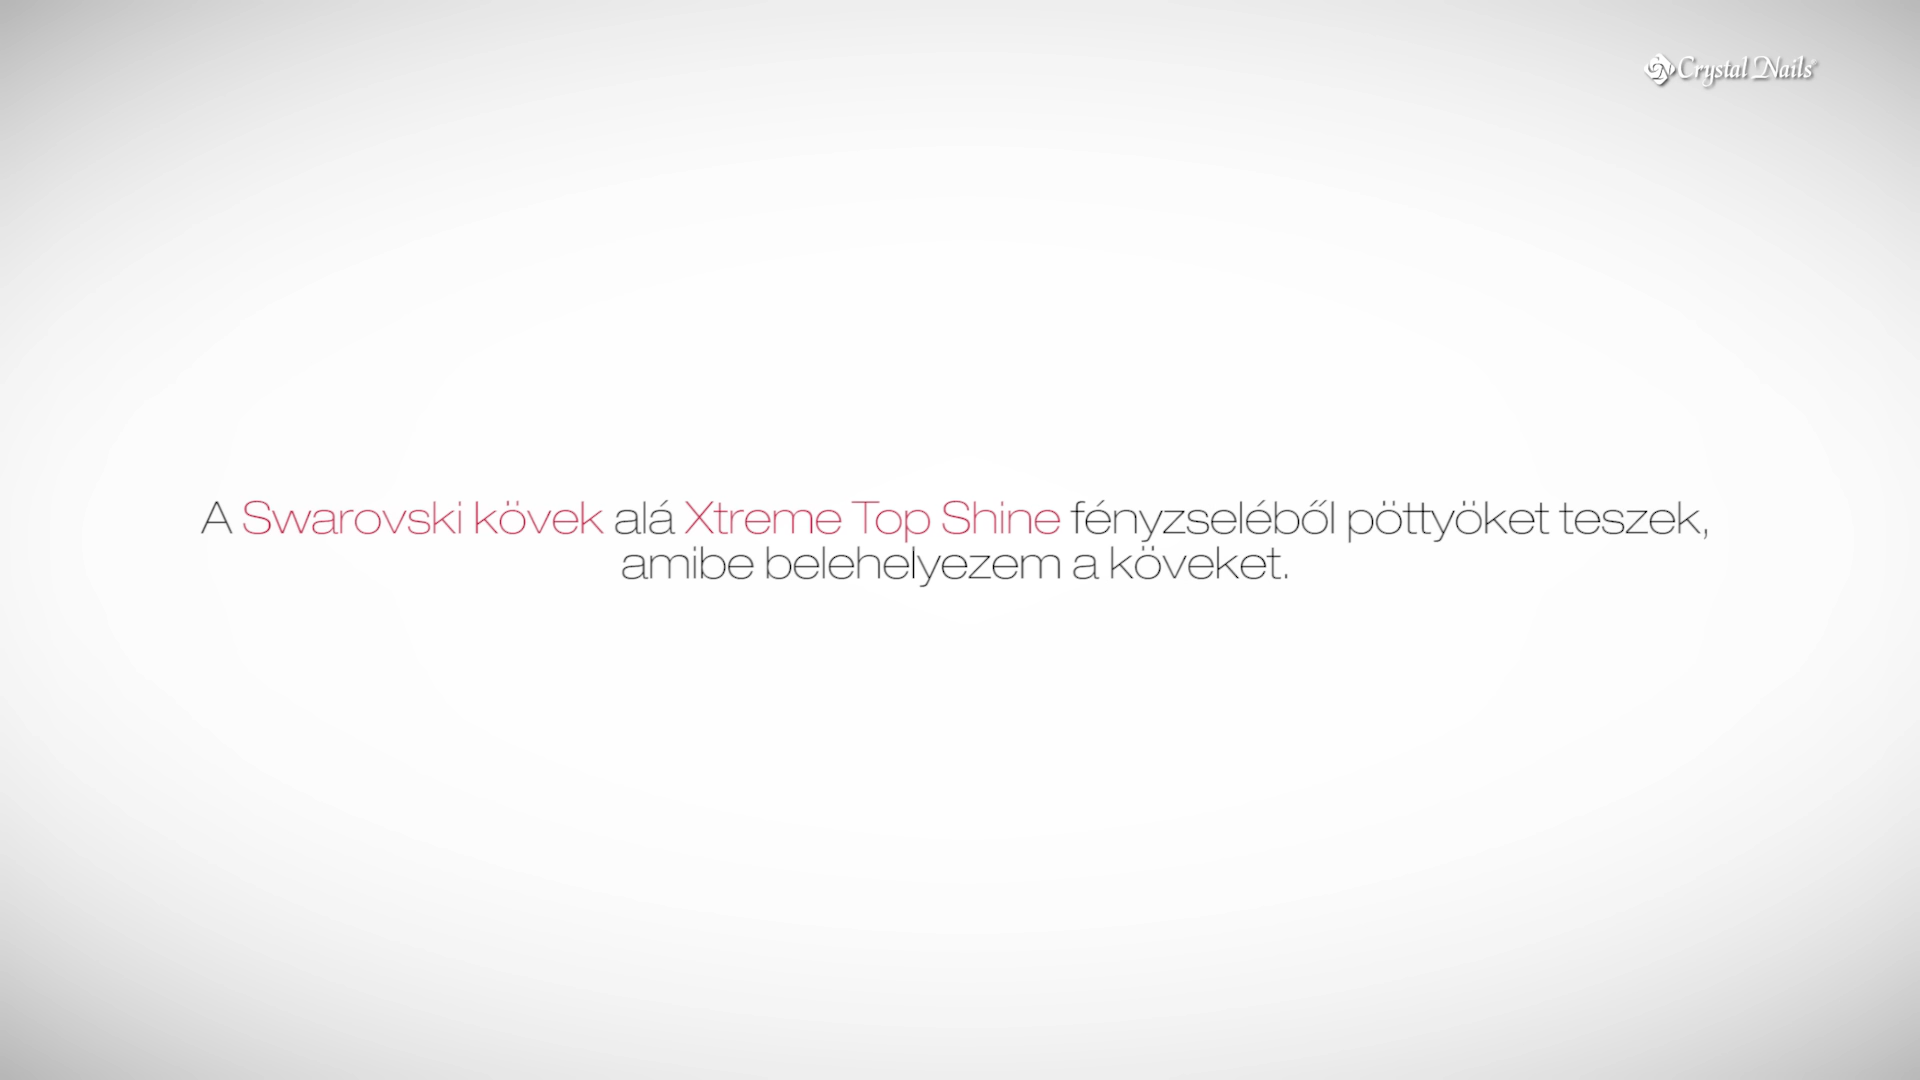 Crystal Nails
A Swarovski kövek alá Xtreme Top Shine fényzseléből pöttyöket teszek,
amibe belehelyezem a köveket.